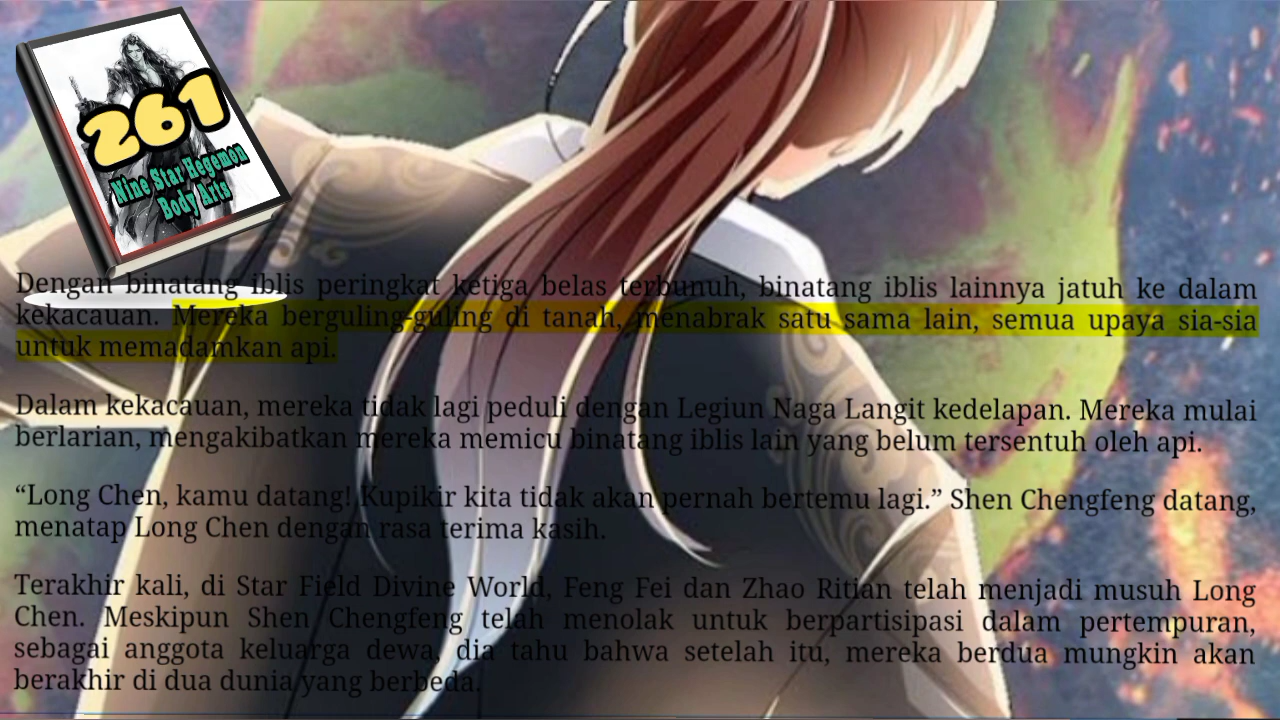 261
Nine Star Hegemon
Body Arts
Dengan binatang iblis peringkat ketiga belas terbunuh, binatang iblis lainnya jatuh ke dalam
kekacauan. Mereka berguling-guling di tanah, menabrak satu sama lain, semua upaya sia-sia
untuk memadamkan api.
Dalam kekacauan, mereka tidak lagi peduli dengan Legiun Naga Langit kedelapan. Mereka mulai
berlarian, mengakibatkan mereka memicu binatang iblis lain yang belum tersentuh oleh api.
“Long Chen, kamu datang! Kupikir kita tidak akan pernah bertemu lagi.” Shen Chengfeng datang,
menatap Long Chen dengan rasa terima kasih.
Terakhir kali, di Star Field Divine World, Feng Fei dan Zhao Ritian telah menjadi musuh Long
Chen. Meskipun Shen Chengfeng telah menolak untuk berpartisipasi dalam pertempuran,
sebagai anggota keluarga dewa, dia tahu bahwa setelah itu, mereka berdua mungkin akan
berakhir di dua dunia yang berbeda.